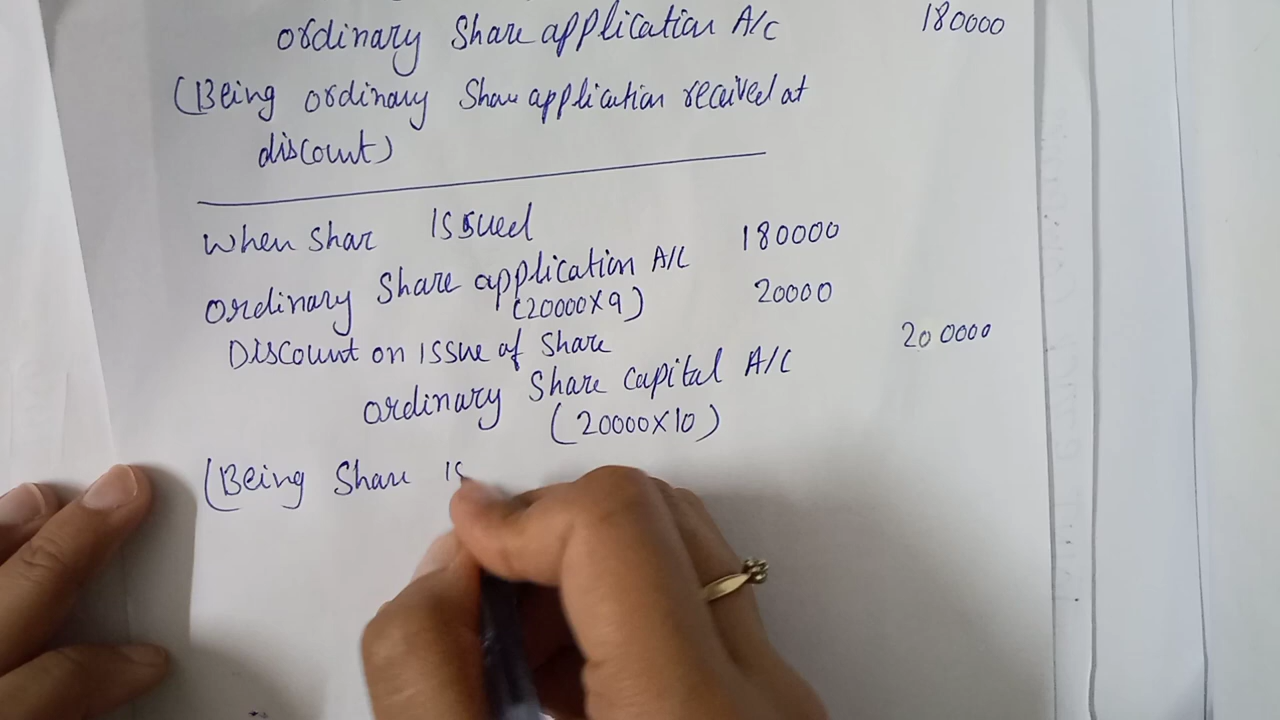 ordinary Share application A/c 180000
(Being ordinary Share application received at
discount)
When Shar Issued
Ordinary Share application A/c 180000
(20000x9)
Discount on Issue of Share 20000
ordinary Share Capital A/c 200000
(20000x10)
(Being Share Is